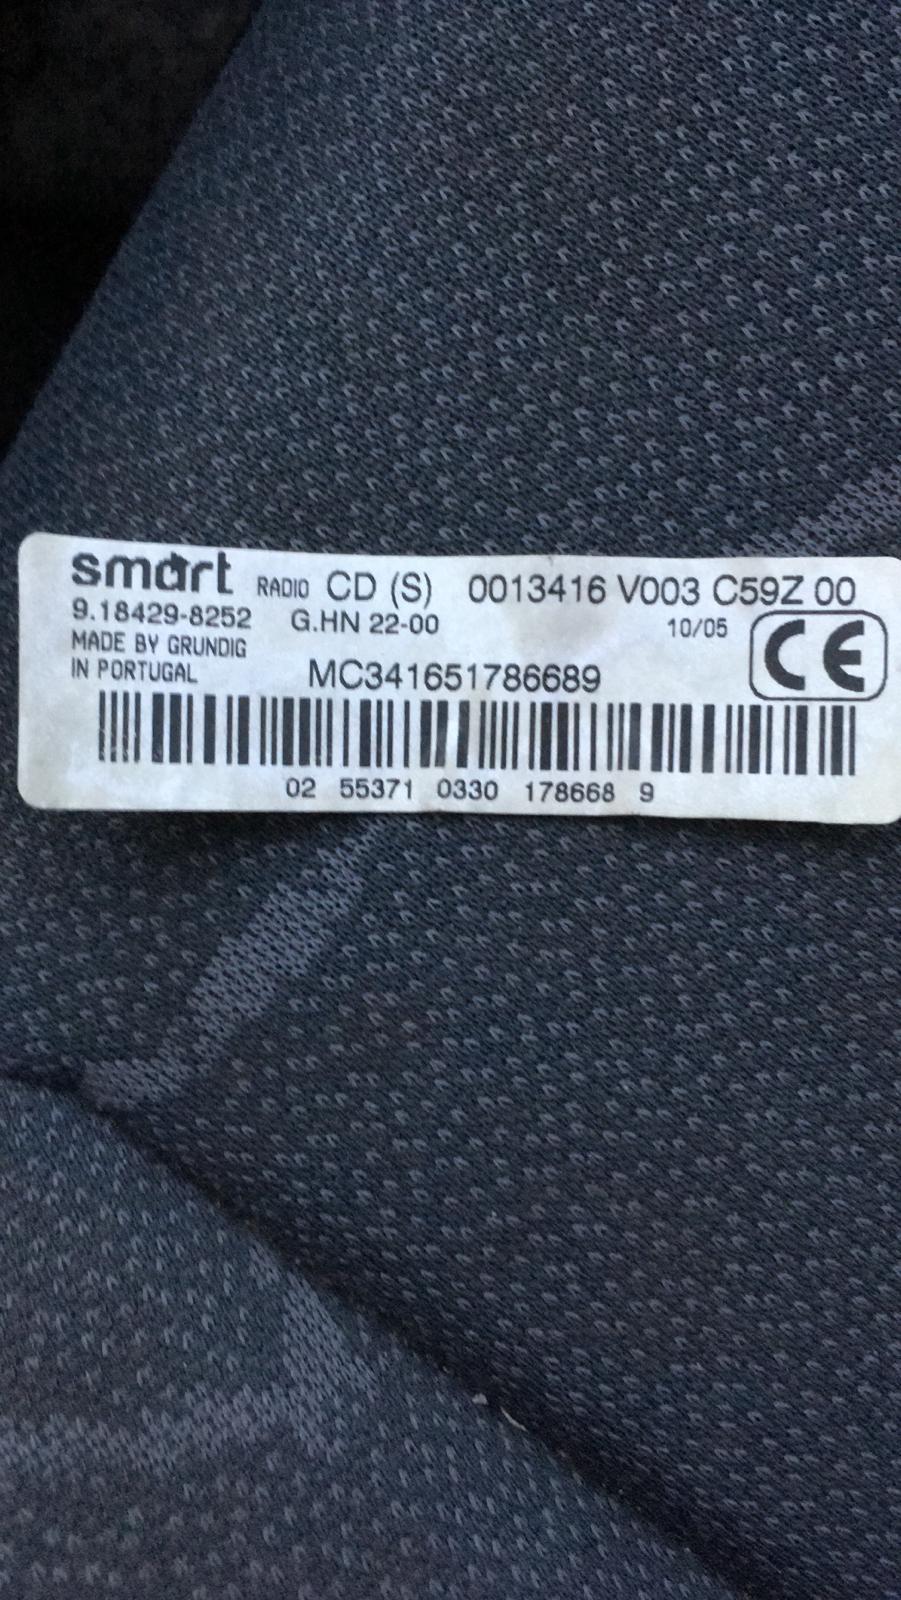 smart RADIO CD (S) 0013416 V003 C59Z 00
9.18429-8252 G.HN 22-00 10/05 CE
MADE BY GRUNDIG
IN PORTUGAL MC341651786689
02 55371 0330 178668 9